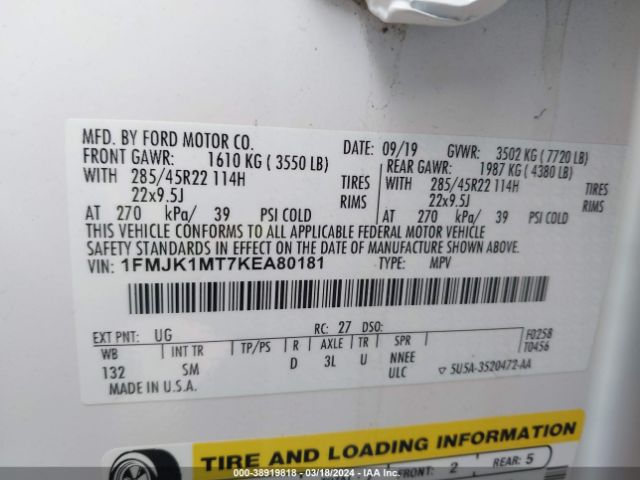 MFD. BY FORD MOTOR CO.
DATE: 09/19 GVWR: 3502 KG (7720 LB)
FRONT GAWR: 1610 KG (3550 LB)
REAR GAWR: 1987 KG (4380 LB)
WITH 285/45R22 114H TIRES
WITH 285/45R22 114H TIRES
22x9.5J RIMS
22x9.5J RIMS
AT 270 kPa/ 39 PSI COLD
AT 270 kPa/ 39 PSI COLD
THIS VEHICLE CONFORMS TO ALL APPLICABLE FEDERAL MOTOR VEHICLE
SAFETY STANDARDS IN EFFECT ON THE DATE OF MANUFACTURE SHOWN ABOVE.
VIN: 1FMJK1MT7KEA80181 TYPE: MPV
EXT PNT: UG RC: 27 DSO:
F0258
T0456
WB INT TR TP/PS R AXLE TR SPR
132 SM D 3L U NNEE
ULC
▽ 5U5A-3520472-AA
MADE IN U.S.A.
TIRE AND LOADING INFORMATION
FRONT: 2 REAR: 5
000-38919818 - 03/18/2024 - IAA Inc.